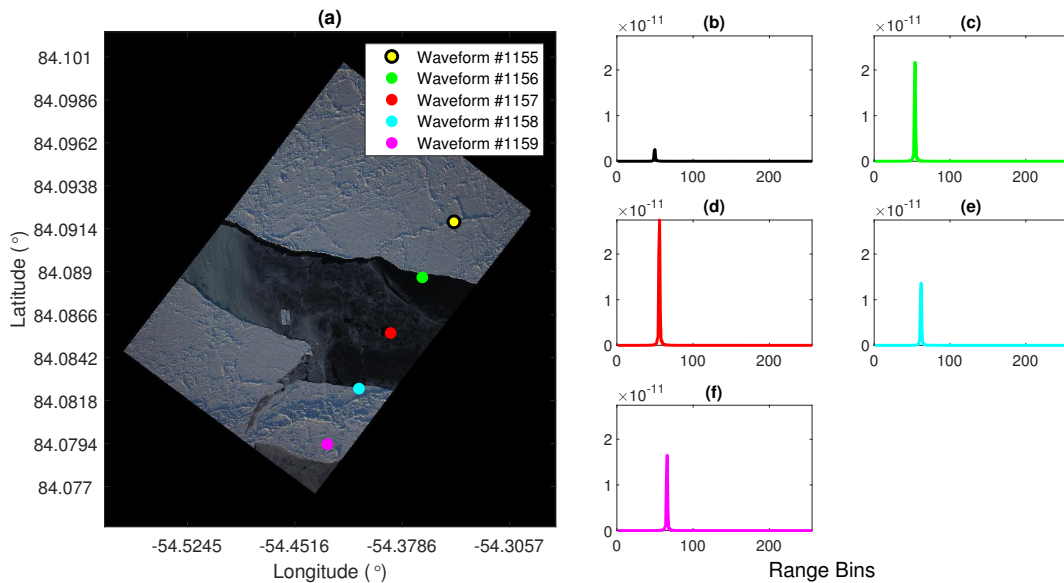 (a)
Waveform #1155
Waveform #1156
Waveform #1157
Waveform #1158
Waveform #1159
84.101
84.0986
84.0962
84.0938
84.0914
84.089
84.0866
84.0842
84.0818
84.0794
84.077
Latitude (°)
-54.5245 -54.4516 -54.3786 -54.3057
Longitude (°)
×10⁻¹¹ (b)
2
1
0
0 100 200
×10⁻¹¹ (c)
2
1
0
0 100 200
×10⁻¹¹ (d)
2
1
0
0 100 200
×10⁻¹¹ (e)
2
1
0
0 100 200
×10⁻¹¹ (f)
2
1
0
0 100 200
Range Bins